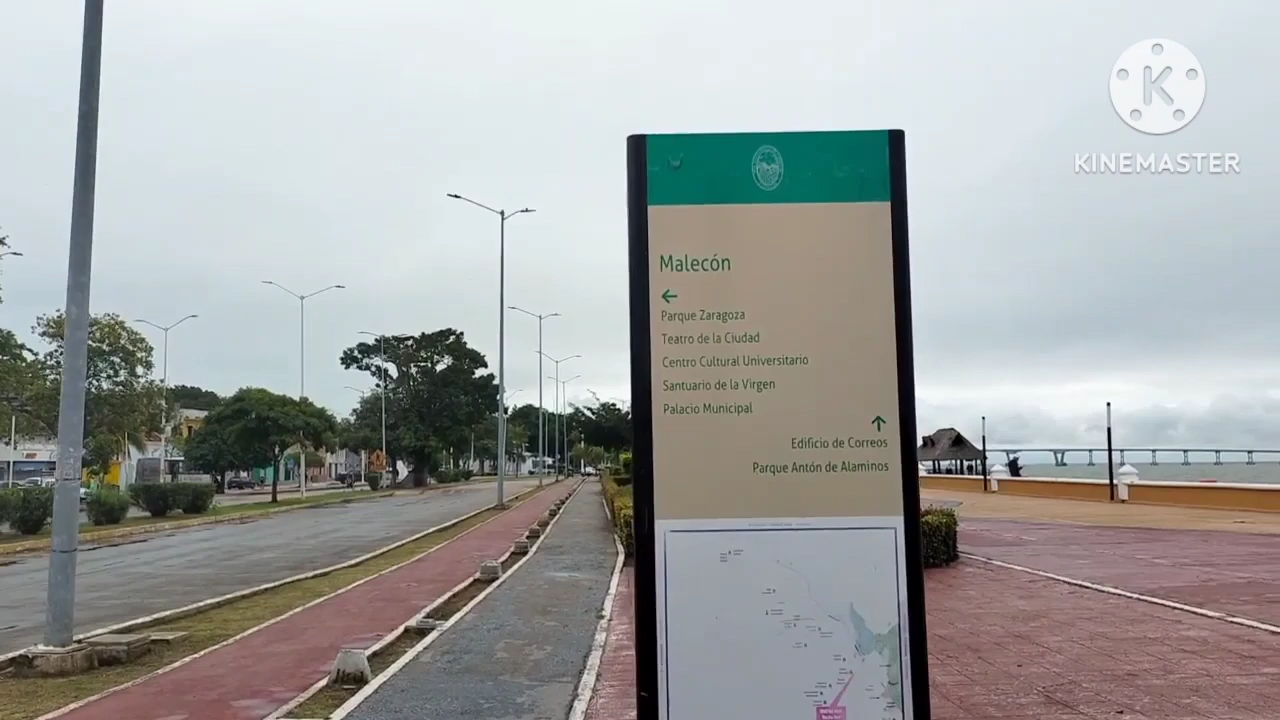 KINEMASTER
Malecón
Parque Zaragoza
Teatro de la Ciudad
Centro Cultural Universitario
Santuario de la Virgen
Palacio Municipal
Edificio de Correos
Parque Antón de Alaminos